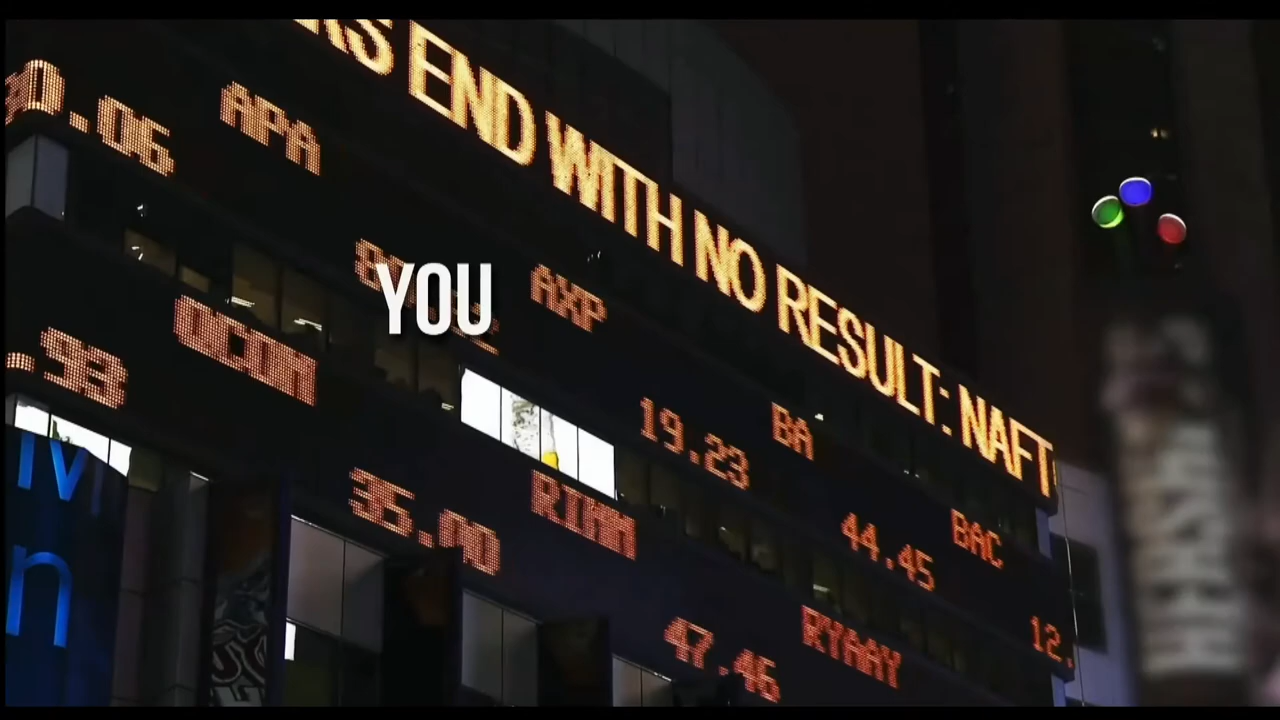 END WITH NO RESULT: NAFT
.06 APA
AXP 19.23 BA 44.45 BAC 12.
.93 QCOM 35.00 RIMM 47.46 RYAAY
YOU